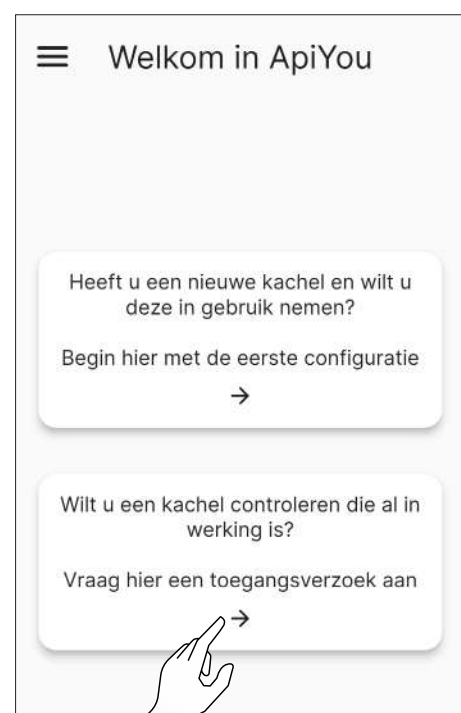 Welkom in ApiYou
Heeft u een nieuwe kachel en wilt u
deze in gebruik nemen?
Begin hier met de eerste configuratie
→
Wilt u een kachel controleren die al in
werking is?
Vraag hier een toegangsverzoek aan
→